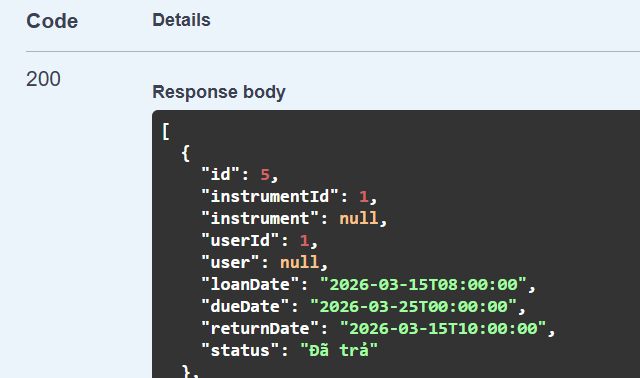 Code Details
200
Response body
[
{
"id": 5,
"instrumentId": 1,
"instrument": null,
"userId": 1,
"user": null,
"loanDate": "2026-03-15T08:00:00",
"dueDate": "2026-03-25T00:00:00",
"returnDate": "2026-03-15T10:00:00",
"status": "Đã trả"
},